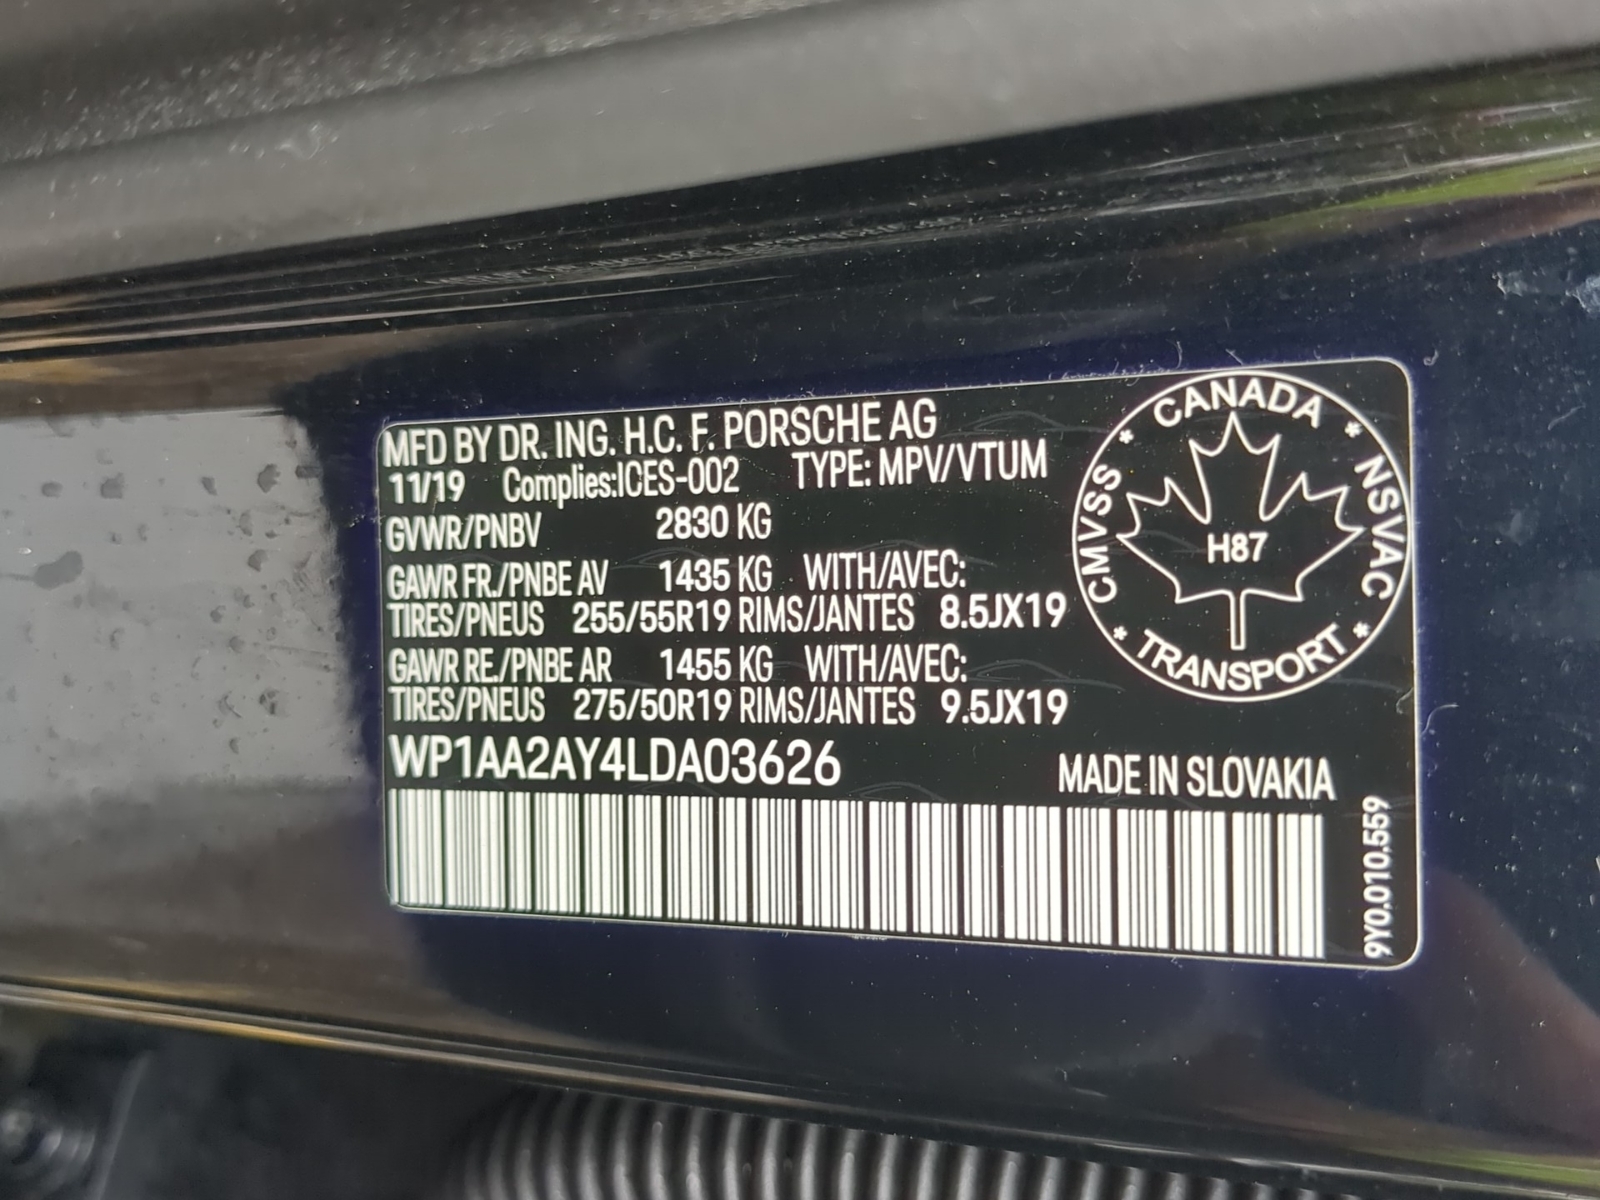 MFD BY DR. ING. H.C. F. PORSCHE AG
11/19 Complies:ICES-002 TYPE: MPV/VTUM
GVWR/PNBV 2830 KG
GAWR FR./PNBE AV 1435 KG WITH/AVEC:
TIRES/PNEUS 255/55R19 RIMS/JANTES 8.5JX19
GAWR RE./PNBE AR 1455 KG WITH/AVEC:
TIRES/PNEUS 275/50R19 RIMS/JANTES 9.5JX19
WP1AA2AY4LDA03626
MADE IN SLOVAKIA
9Y0.010.559
* CANADA *
CMVSS
NSVAC
H87
* TRANSPORT *